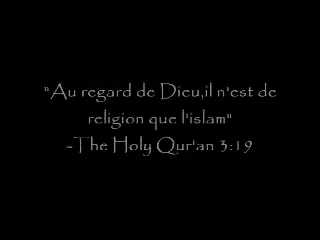 "Au regard de Dieu,il n'est de
religion que l'islam"
-The Holy Qur'an 3:19